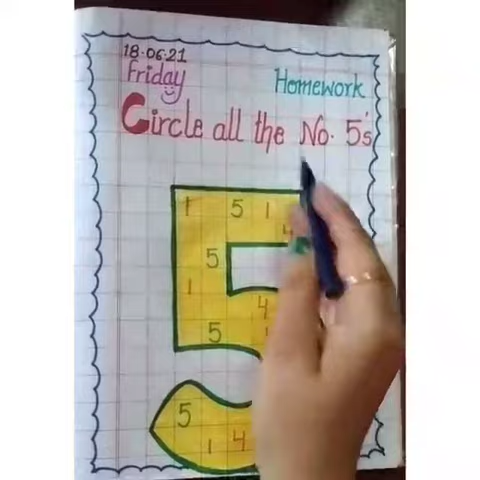 18.06.21
Friday
Homework
Circle all the No. 5's
1 5 1
4
5
1
4
5
5
1 4